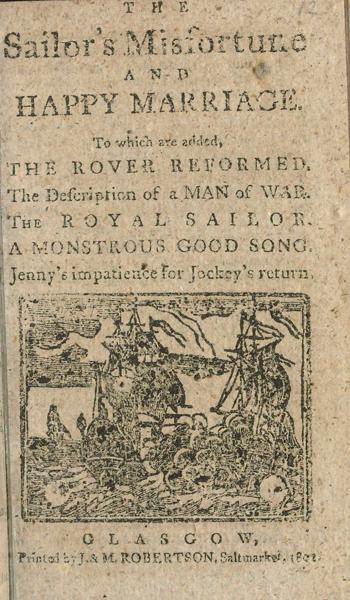 12
THE
Sailor's Misfortune
AND
HAPPY MARRIAGE.
To which are added,
THE ROVER REFORMED.
The Deſcription of a MAN of WAR.
THE ROYAL SAILOR.
A MONSTROUS GOOD SONG.
Jenny's impatience for Jockey's return.
GLASGOW,
Printed by J. & M. ROBERTSON, Saltmarket, 1802.